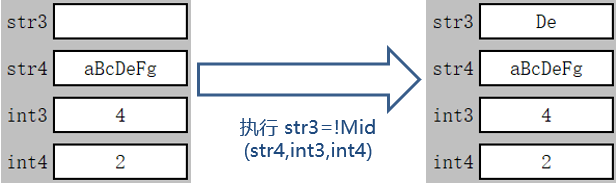 str3
str4 aBcDeFg
int3 4
int4 2
执行 str3=!Mid
(str4,int3,int4)
str3 De
str4 aBcDeFg
int3 4
int4 2